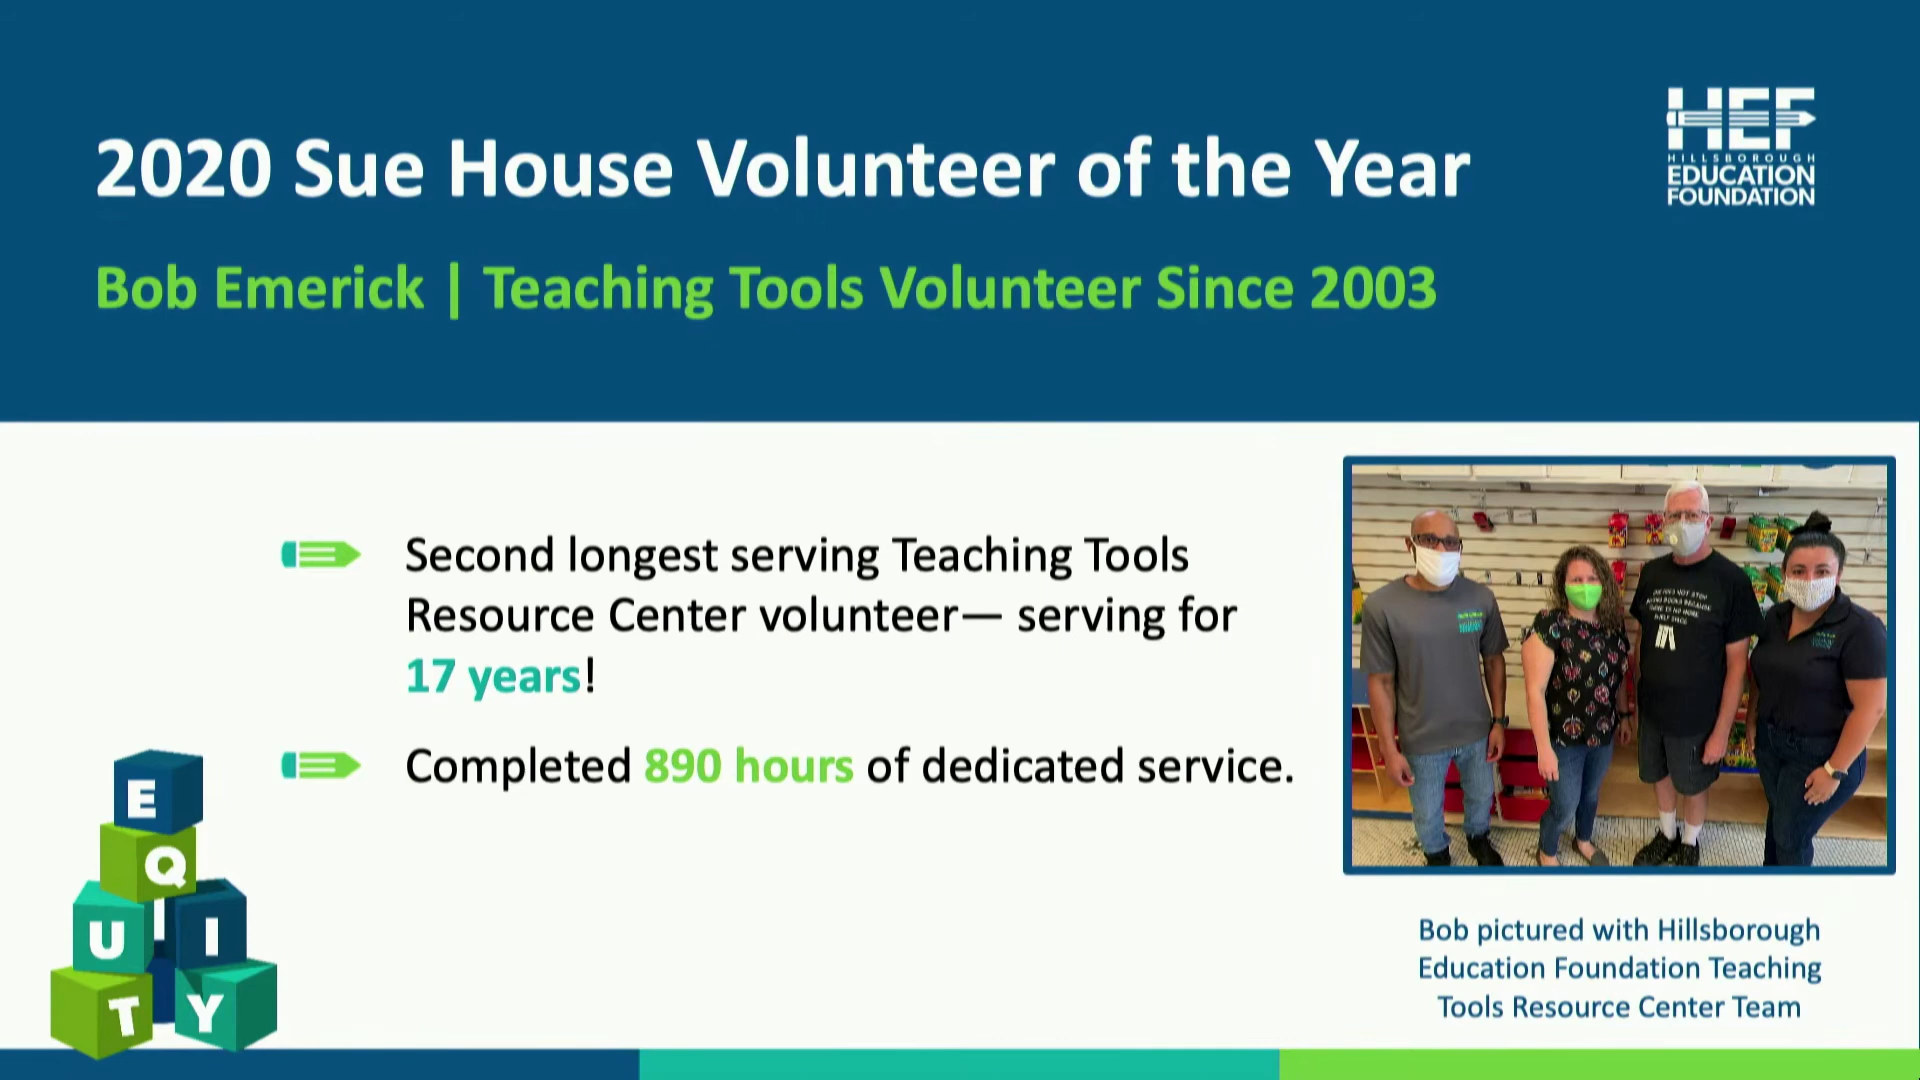 2020 Sue House Volunteer of the Year
HEF
HILLSBOROUGH
EDUCATION
FOUNDATION
Bob Emerick | Teaching Tools Volunteer Since 2003
Second longest serving Teaching Tools
Resource Center volunteer— serving for
17 years!
Completed 890 hours of dedicated service.
E
Q
U I I
T Y
Bob pictured with Hillsborough
Education Foundation Teaching
Tools Resource Center Team